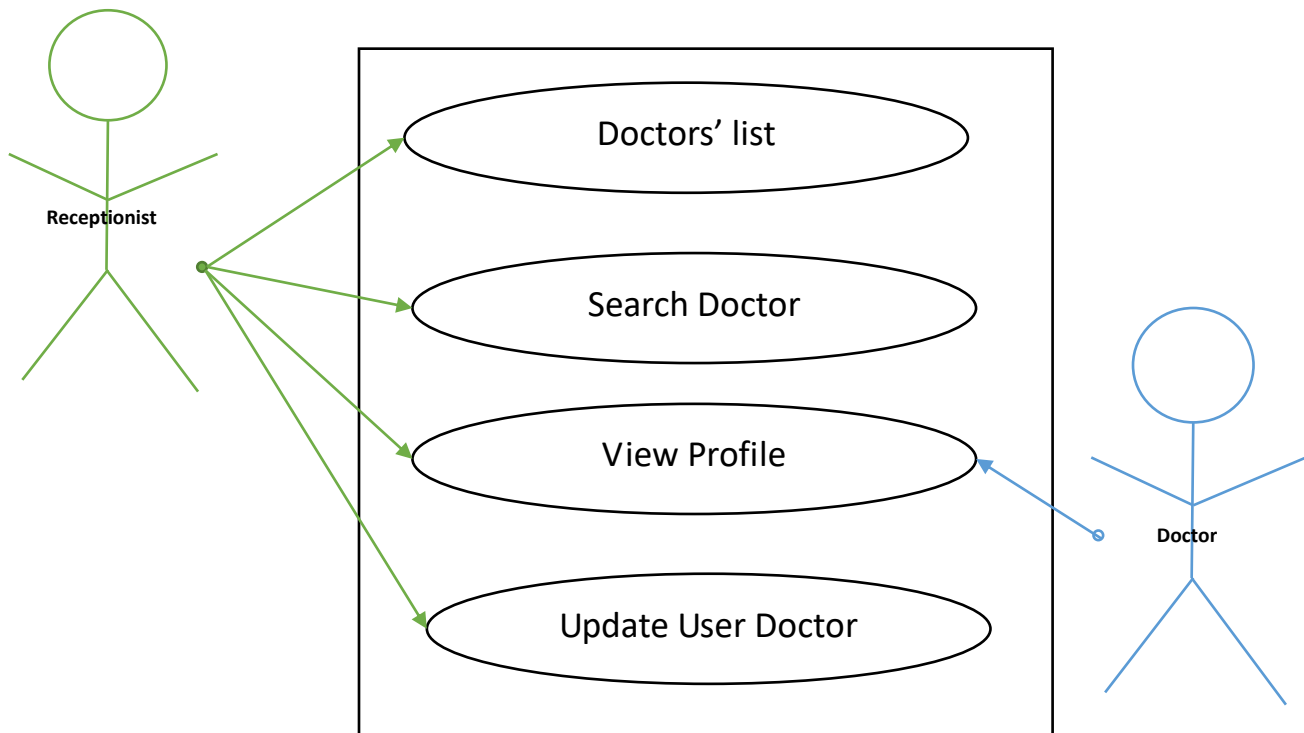 Doctors’ list
Receptionist
Search Doctor
View Profile
Doctor
Update User Doctor